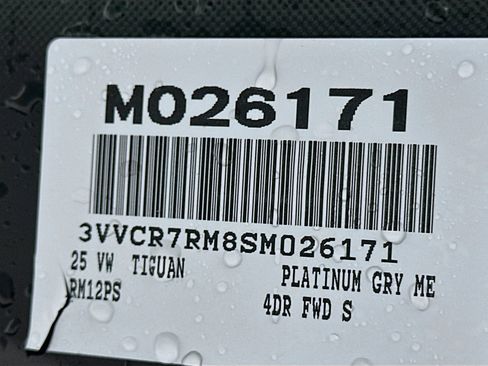 M026171
3VVCR7RM8SM026171
25 VW TIGUAN PLATINUM GRY ME
RM12PS 4DR FWD S